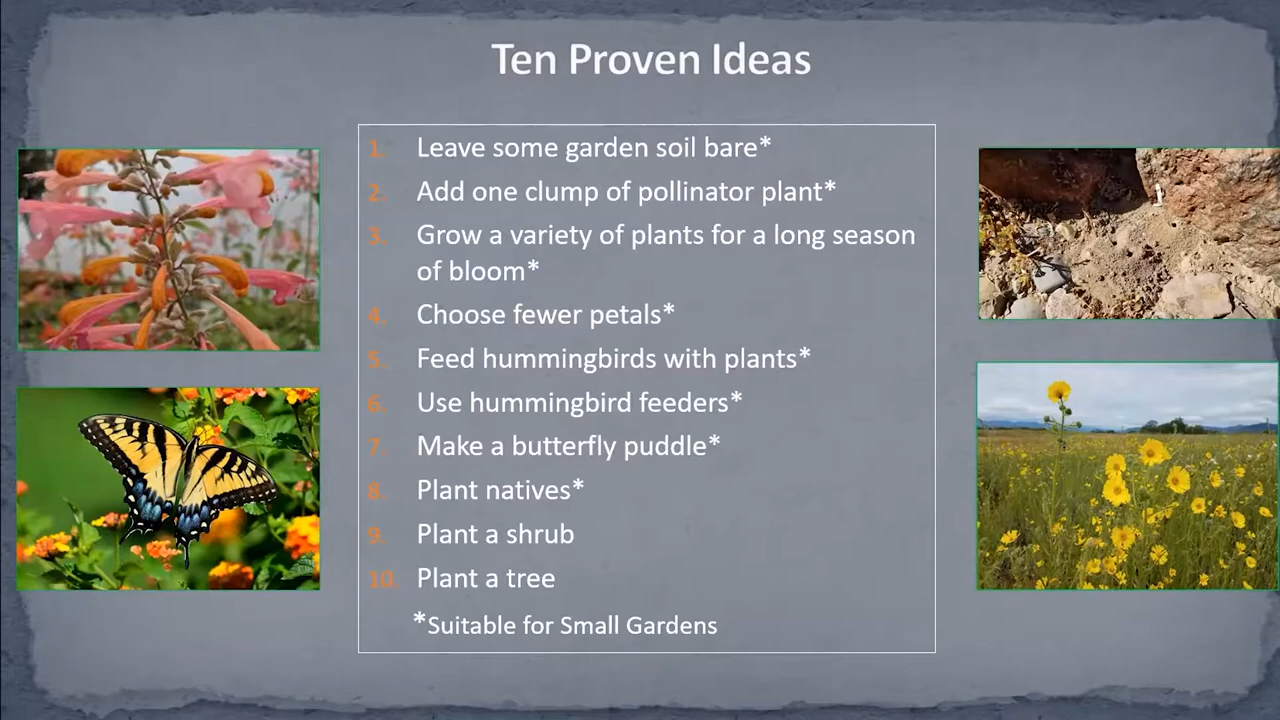 Ten Proven Ideas
1. Leave some garden soil bare*
2. Add one clump of pollinator plant*
3. Grow a variety of plants for a long season
of bloom*
4. Choose fewer petals*
5. Feed hummingbirds with plants*
6. Use hummingbird feeders*
7. Make a butterfly puddle*
8. Plant natives*
9. Plant a shrub
10. Plant a tree
*Suitable for Small Gardens